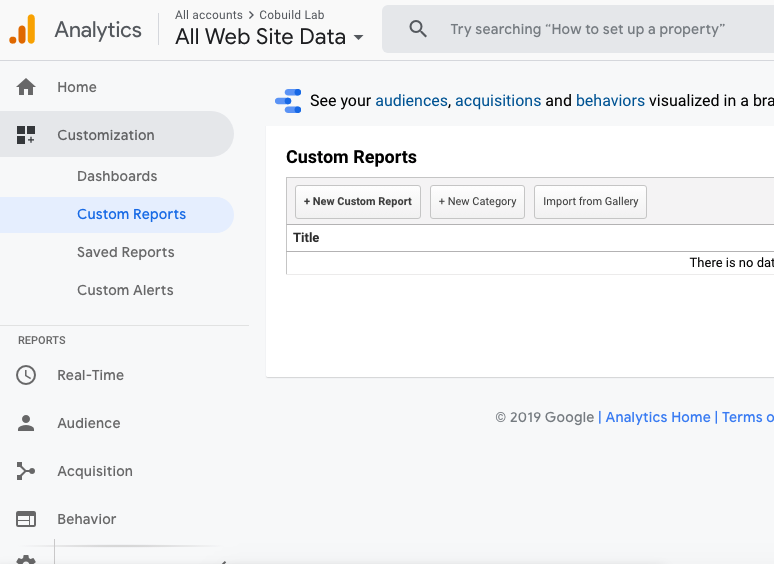 Analytics
All accounts > Cobuild Lab
All Web Site Data
Try searching “How to set up a property”
Home
Customization
Dashboards
Custom Reports
Saved Reports
Custom Alerts
REPORTS
Real-Time
Audience
Acquisition
Behavior
See your audiences, acquisitions and behaviors visualized in a
Custom Reports
+ New Custom Report
+ New Category
Import from Gallery
Title
There is no
© 2019 Google | Analytics Home | Terms